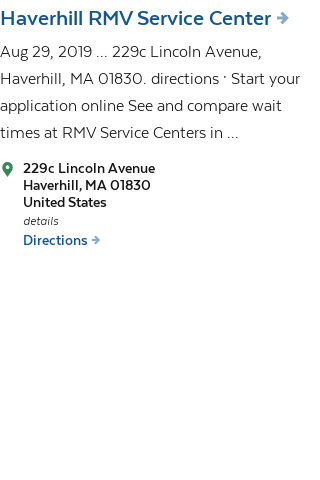 Haverhill RMV Service Center
Aug 29, 2019 ... 229c Lincoln Avenue,
Haverhill, MA 01830. directions · Start your
application online See and compare wait
times at RMV Service Centers in ...
229c Lincoln Avenue
Haverhill, MA 01830
United States
details
Directions